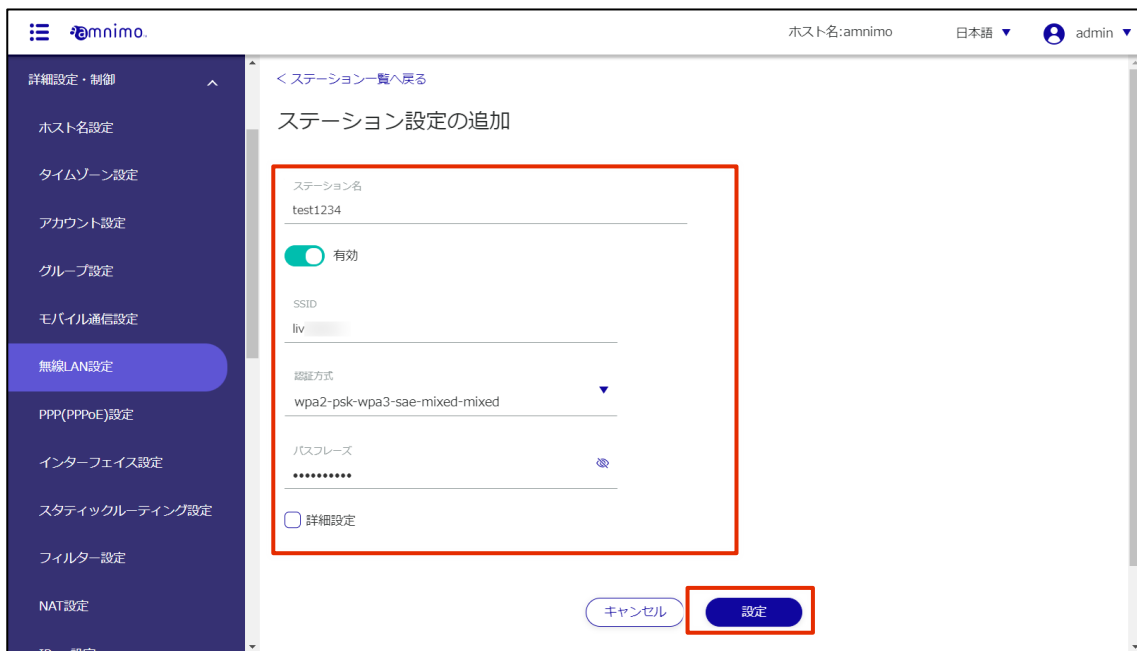 amnimo.
ホスト名:amnimo
日本語
admin
詳細設定・制御
ホスト名設定
タイムゾーン設定
アカウント設定
グループ設定
モバイル通信設定
無線LAN設定
PPP(PPPoE)設定
インターフェイス設定
スタティックルーティング設定
フィルター設定
NAT設定
< ステーション一覧へ戻る
ステーション設定の追加
ステーション名
test1234
有効
SSID
liv
認証方式
wpa2-psk-wpa3-sae-mixed-mixed
パスフレーズ
••••••••••
詳細設定
キャンセル
設定